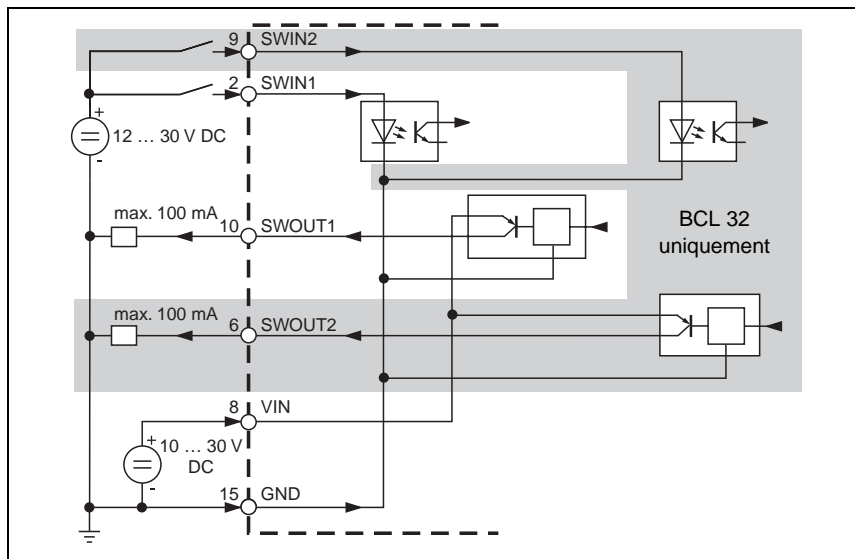 9 SWIN2
2 SWIN1
+
12 ... 30 V DC
-
max. 100 mA
10 SWOUT1
BCL 32
uniquement
max. 100 mA
6 SWOUT2
8 VIN
+
10 ... 30 V
DC
-
15 GND